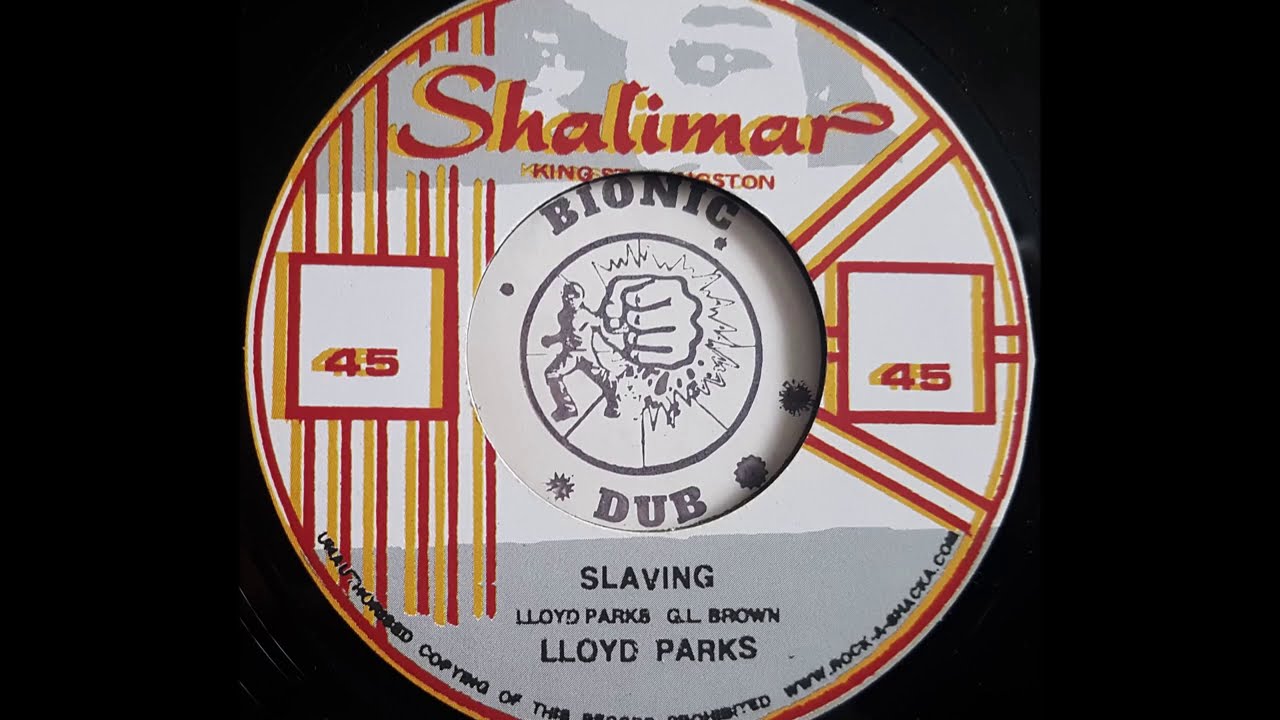 Shalimar
KING ST. KINGSTON
BIONIC
DUB
45
45
SLAVING
LLOYD PARKS G.L. BROWN
LLOYD PARKS
UNAUTHORISED COPYING OF THIS RECORD PROHIBITED WWW.ROCK-A-SHACKA.COM